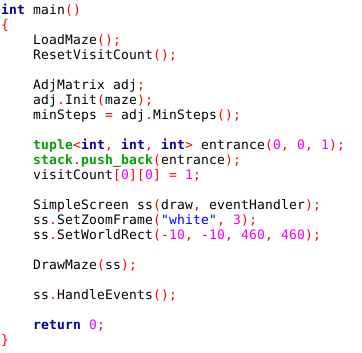 int main()
{
    LoadMaze();
    ResetVisitCount();

    AdjMatrix adj;
    adj.Init(maze);
    minSteps = adj.MinSteps();

    tuple<int, int, int> entrance(0, 0, 1);
    stack.push_back(entrance);
    visitCount[0][0] = 1;

    SimpleScreen ss(draw, eventHandler);
    ss.SetZoomFrame("white", 3);
    ss.SetWorldRect(-10, -10, 460, 460);

    DrawMaze(ss);

    ss.HandleEvents();

    return 0;
}